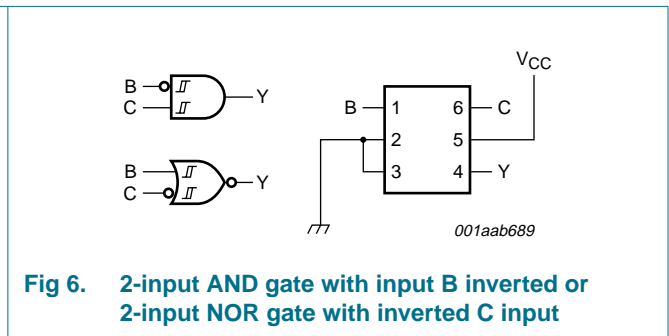 B
C
Y
B
C
Y
VCC
B 1 6 C
2 5
3 4 Y
001aab689
Fig 6. 2-input AND gate with input B inverted or
2-input NOR gate with inverted C input